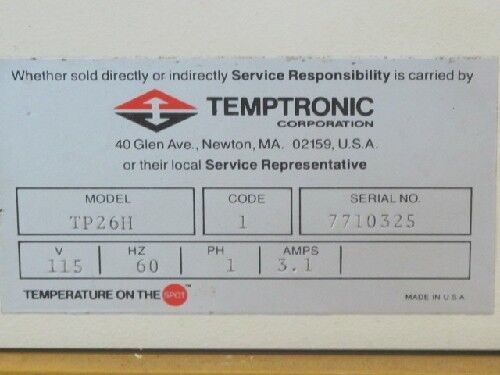 Whether sold directly or indirectly Service Responsibility is carried by
TEMPTRONIC
CORPORATION
40 Glen Ave., Newton, MA. 02159, U.S.A.
or their local Service Representative
MODEL CODE SERIAL NO.
TP26H 1 7710325
V HZ PH AMPS
115 60 1 3.1
TEMPERATURE ON THE SPOT™ MADE IN U.S.A.